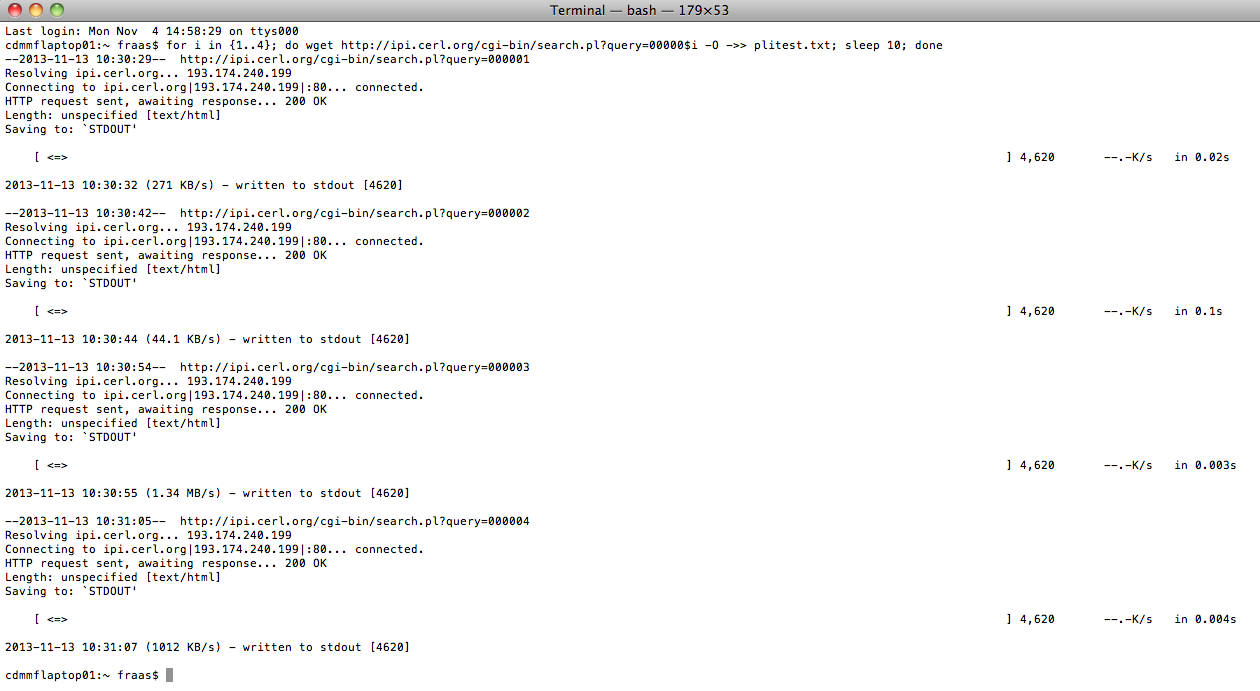 Terminal — bash — 179×53
Last login: Mon Nov  4 14:58:29 on ttys000
cdmmflaptop01:~ fraas$ for i in {1..4}; do wget http://ipi.cerl.org/cgi-bin/search.pl?query=00000$i -O ->> plitest.txt; sleep 10; done
--2013-11-13 10:30:29--  http://ipi.cerl.org/cgi-bin/search.pl?query=000001
Resolving ipi.cerl.org... 193.174.240.199
Connecting to ipi.cerl.org|193.174.240.199|:80... connected.
HTTP request sent, awaiting response... 200 OK
Length: unspecified [text/html]
Saving to: `STDOUT'
[ <=> ] 4,620 --.-K/s in 0.02s
2013-11-13 10:30:32 (271 KB/s) - written to stdout [4620]
--2013-11-13 10:30:42--  http://ipi.cerl.org/cgi-bin/search.pl?query=000002
Resolving ipi.cerl.org... 193.174.240.199
Connecting to ipi.cerl.org|193.174.240.199|:80... connected.
HTTP request sent, awaiting response... 200 OK
Length: unspecified [text/html]
Saving to: `STDOUT'
[ <=> ] 4,620 --.-K/s in 0.1s
2013-11-13 10:30:44 (44.1 KB/s) - written to stdout [4620]
--2013-11-13 10:30:54--  http://ipi.cerl.org/cgi-bin/search.pl?query=000003
Resolving ipi.cerl.org... 193.174.240.199
Connecting to ipi.cerl.org|193.174.240.199|:80... connected.
HTTP request sent, awaiting response... 200 OK
Length: unspecified [text/html]
Saving to: `STDOUT'
[ <=> ] 4,620 --.-K/s in 0.003s
2013-11-13 10:30:55 (1.34 MB/s) - written to stdout [4620]
--2013-11-13 10:31:05--  http://ipi.cerl.org/cgi-bin/search.pl?query=000004
Resolving ipi.cerl.org... 193.174.240.199
Connecting to ipi.cerl.org|193.174.240.199|:80... connected.
HTTP request sent, awaiting response... 200 OK
Length: unspecified [text/html]
Saving to: `STDOUT'
[ <=> ] 4,620 --.-K/s in 0.004s
2013-11-13 10:31:07 (1012 KB/s) - written to stdout [4620]
cdmmflaptop01:~ fraas$